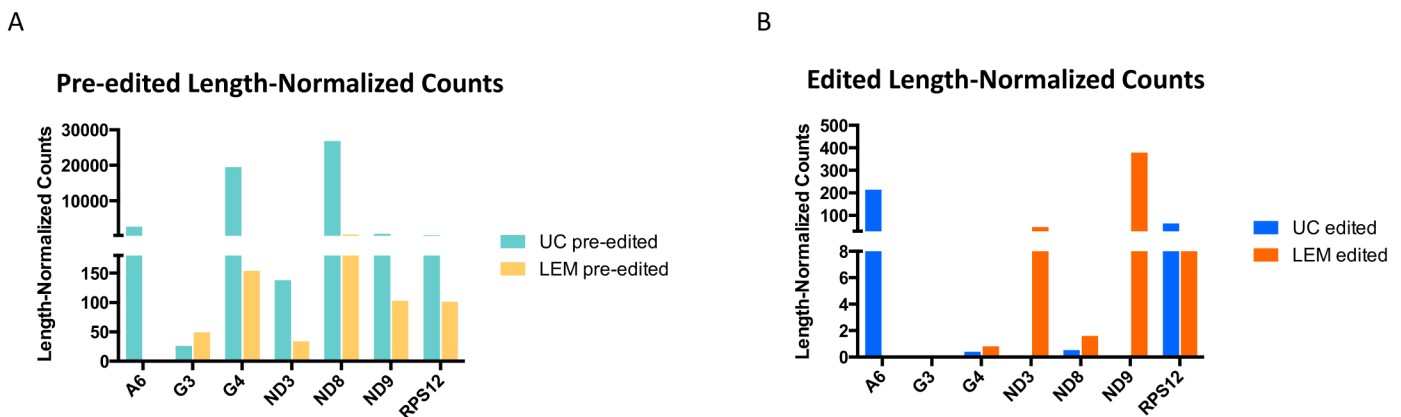 A
Pre-edited Length-Normalized Counts
Length-Normalized Counts
30000
20000
10000
150
100
50
0
A6
G3
G4
ND3
ND8
ND9
RPS12
UC pre-edited
LEM pre-edited
B
Edited Length-Normalized Counts
Length-Normalized Counts
500
400
300
200
100
8
6
4
2
0
A6
G3
G4
ND3
ND8
ND9
RPS12
UC edited
LEM edited